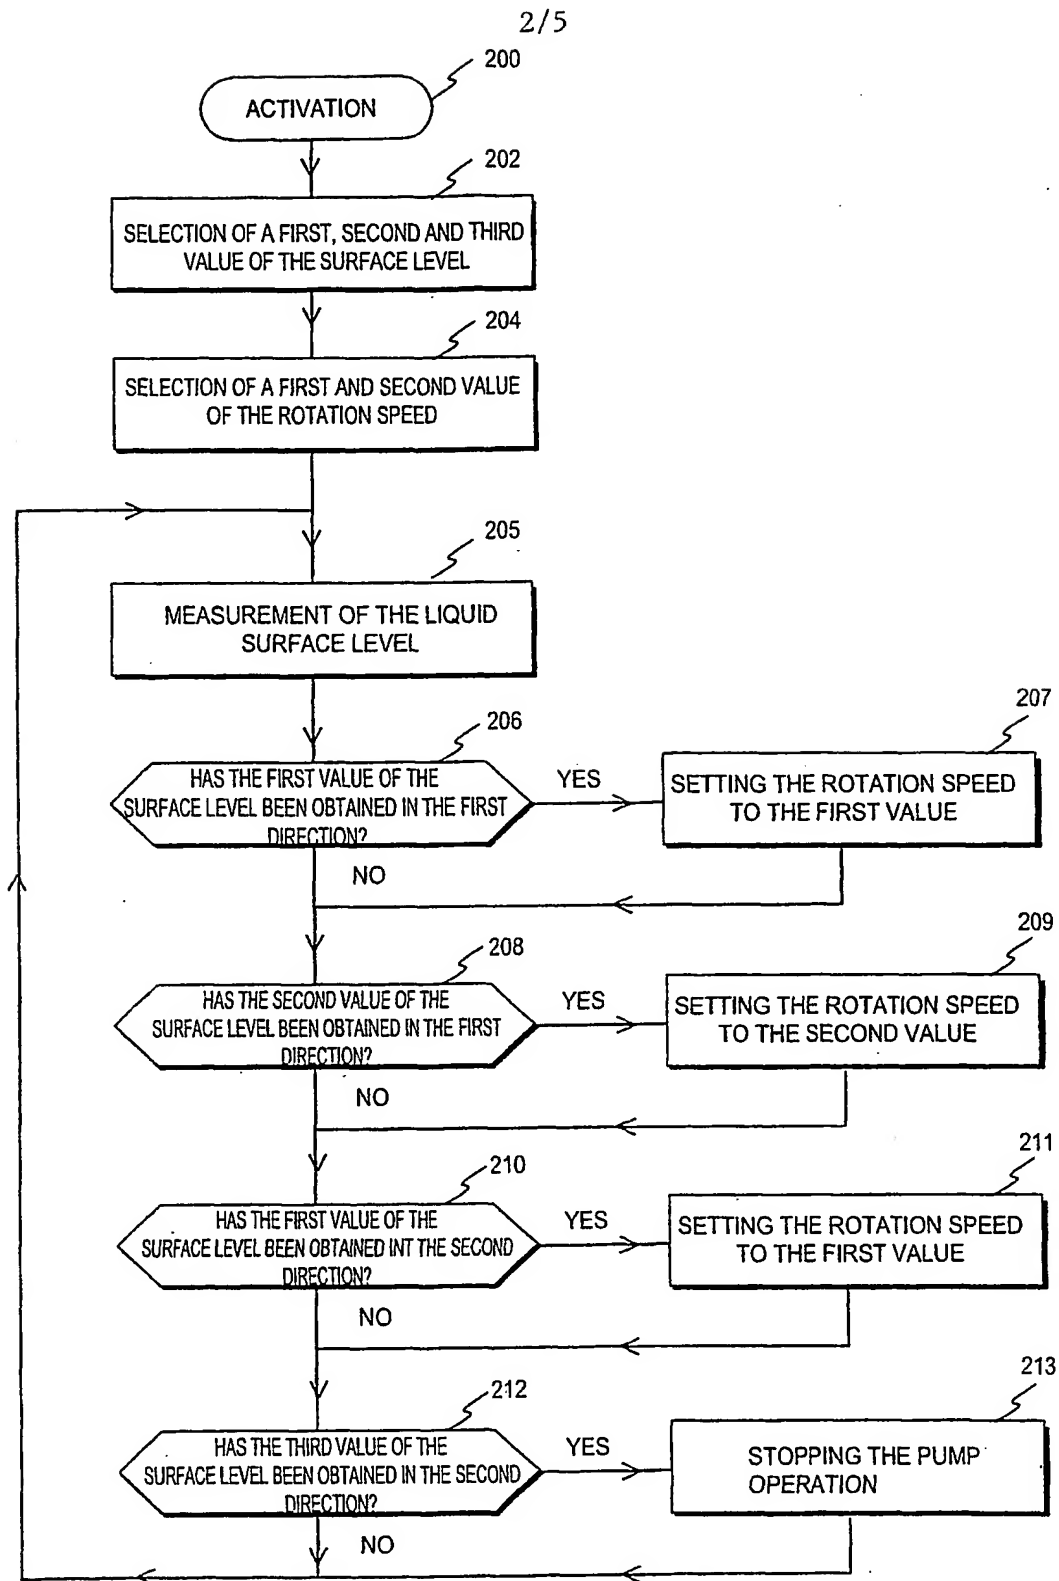 2/5
200
ACTIVATION
202
SELECTION OF A FIRST, SECOND AND THIRD
VALUE OF THE SURFACE LEVEL
204
SELECTION OF A FIRST AND SECOND VALUE
OF THE ROTATION SPEED
205
MEASUREMENT OF THE LIQUID
SURFACE LEVEL
206
HAS THE FIRST VALUE OF THE
SURFACE LEVEL BEEN OBTAINED IN THE FIRST
DIRECTION?
YES
207
SETTING THE ROTATION SPEED
TO THE FIRST VALUE
NO
208
HAS THE SECOND VALUE OF THE
SURFACE LEVEL BEEN OBTAINED IN THE FIRST
DIRECTION?
YES
209
SETTING THE ROTATION SPEED
TO THE SECOND VALUE
NO
210
HAS THE FIRST VALUE OF THE
SURFACE LEVEL BEEN OBTAINED INT THE SECOND
DIRECTION?
YES
211
SETTING THE ROTATION SPEED
TO THE FIRST VALUE
NO
212
HAS THE THIRD VALUE OF THE
SURFACE LEVEL BEEN OBTAINED IN THE SECOND
DIRECTION?
YES
213
STOPPING THE PUMP
OPERATION
NO